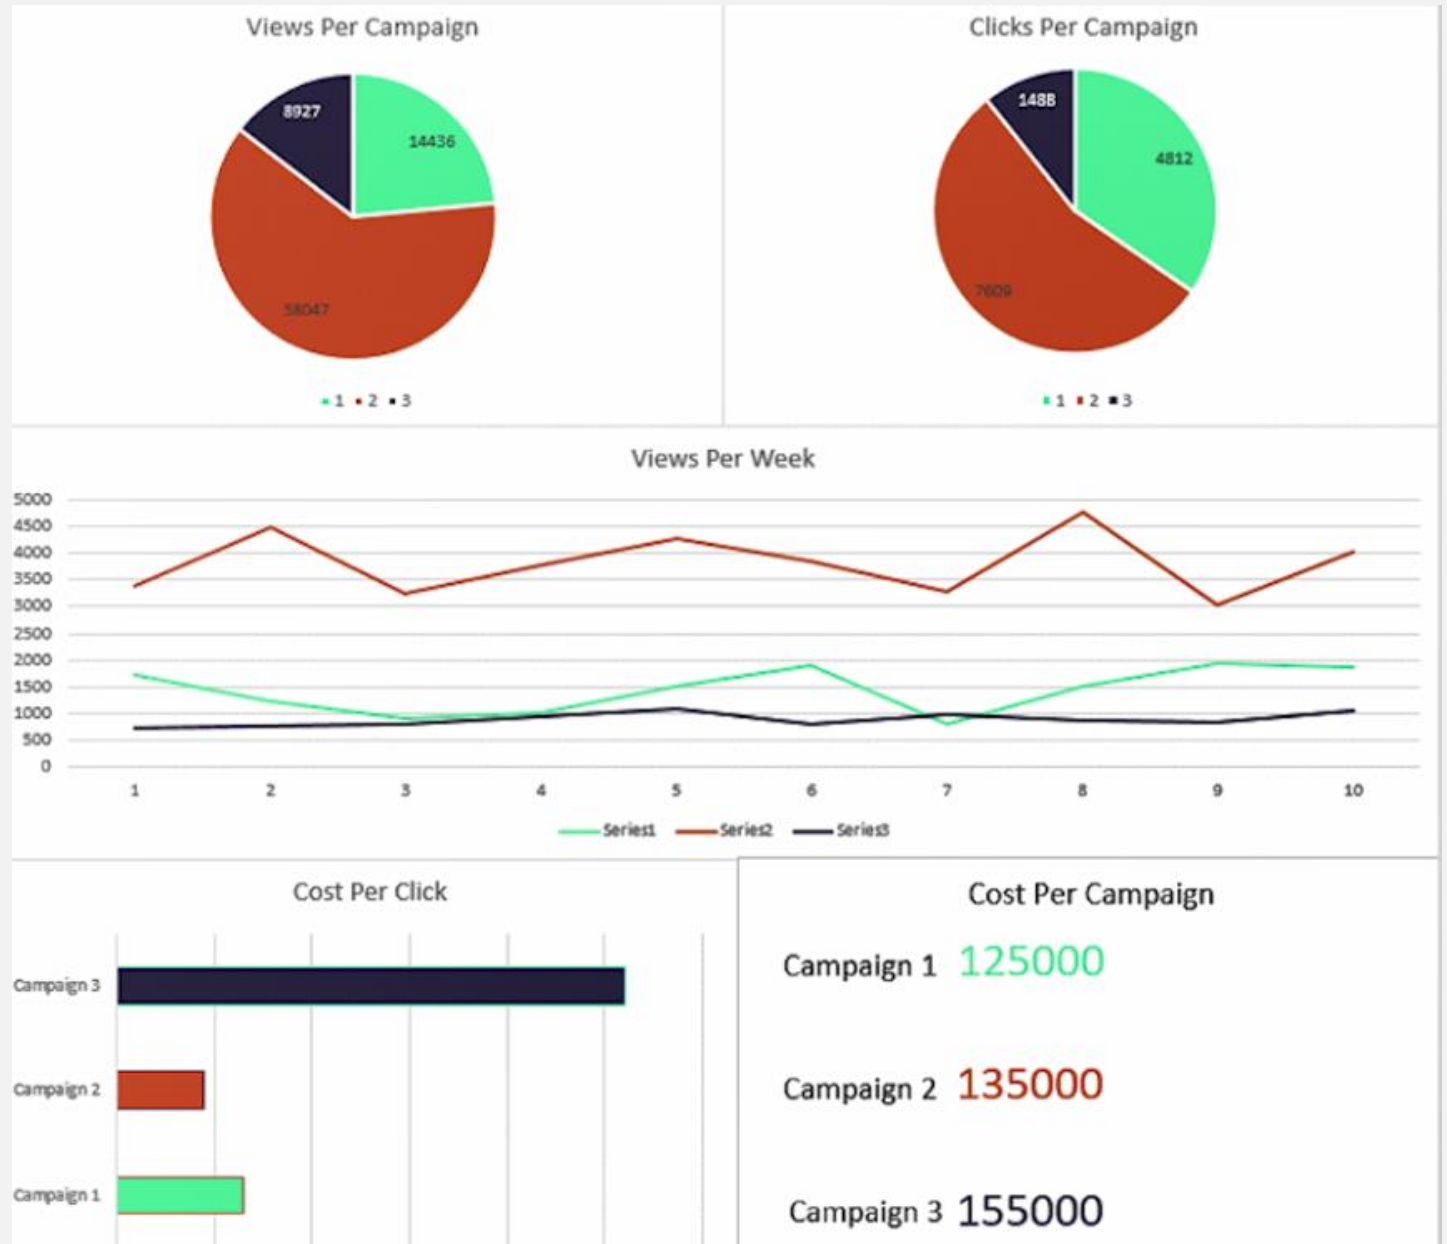 Views Per Campaign
8927
14436
38047
1 2 3
Clicks Per Campaign
1488
4812
7609
1 2 3
Views Per Week
5000
4500
4000
3500
3000
2500
2000
1500
1000
500
0
1 2 3 4 5 6 7 8 9 10
Series1 Series2 Series3
Cost Per Click
Campaign 3
Campaign 2
Campaign 1
Cost Per Campaign
Campaign 1 125000
Campaign 2 135000
Campaign 3 155000